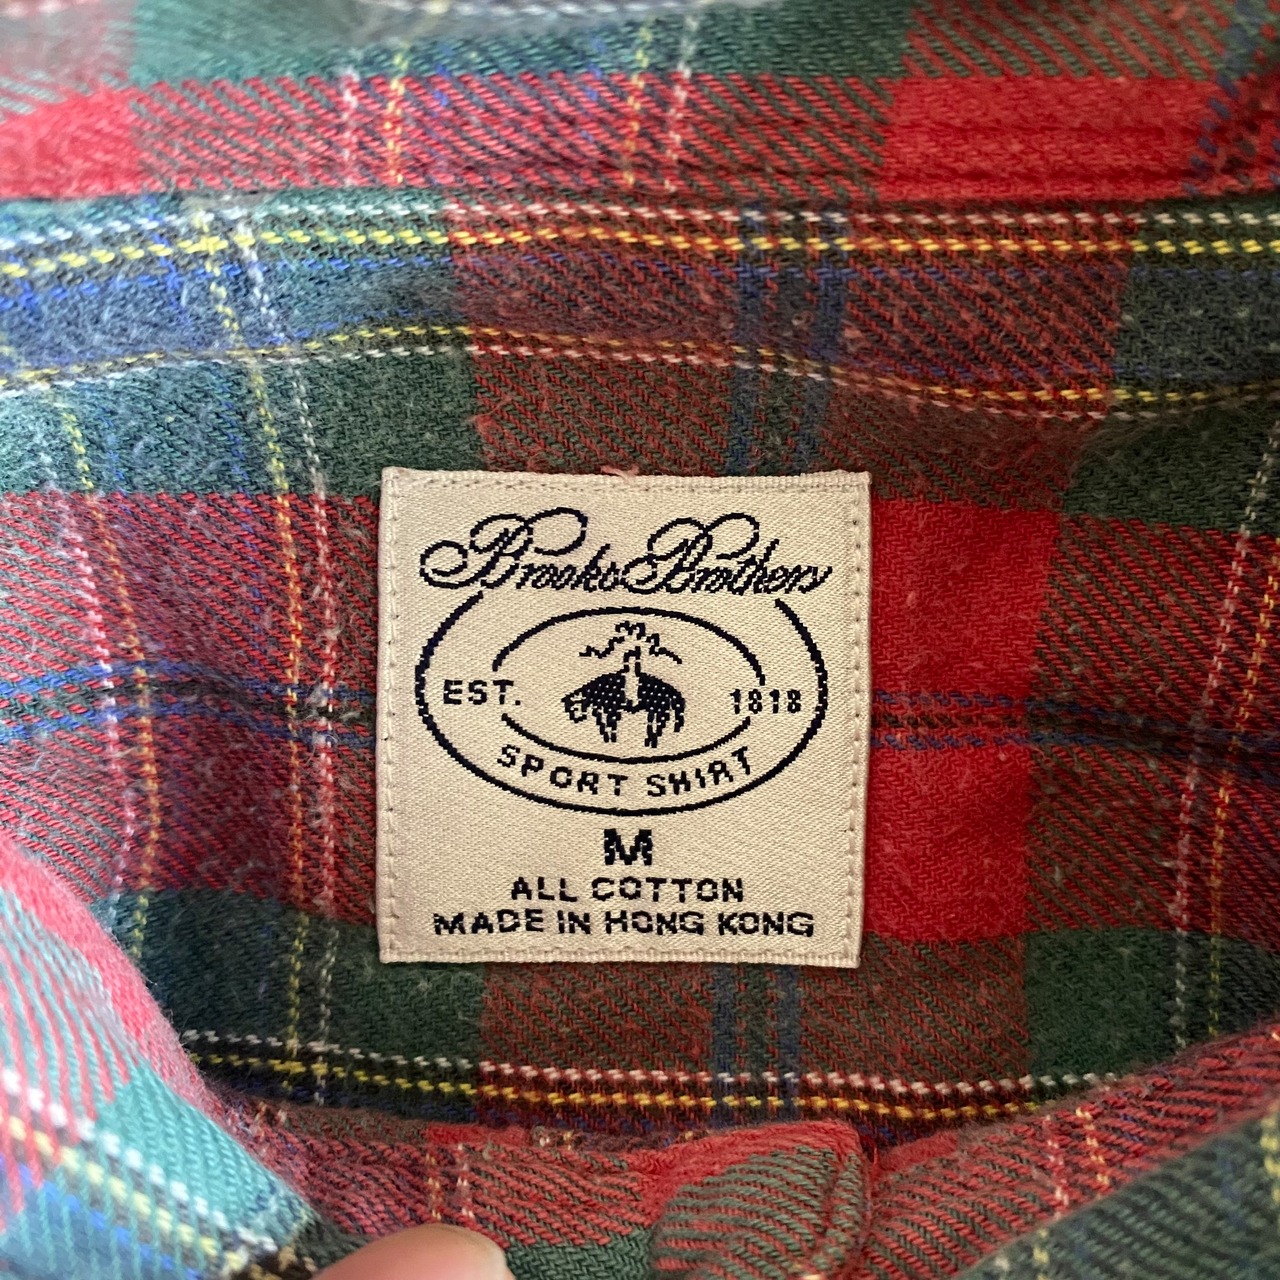 Brooks Brothers
EST. 1818
SPORT SHIRT
M
ALL COTTON
MADE IN HONG KONG